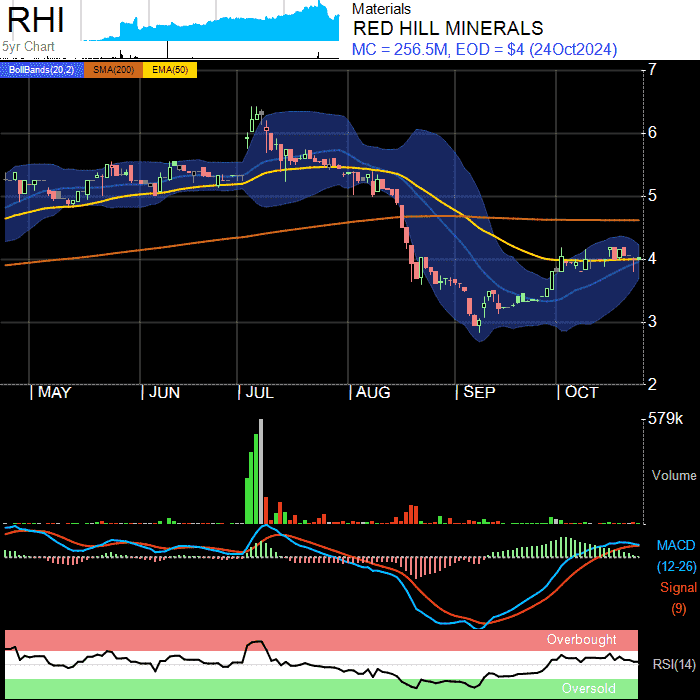 RHI
5yr Chart
Materials
RED HILL MINERALS
MC = 256.5M, EOD = $4 (24Oct2024)
BollBands(20,2) SMA(200) EMA(50)
7
6
5
4
3
2
MAY JUN JUL AUG SEP OCT
579k
Volume
MACD
(12-26)
Signal
(9)
Overbought
RSI(14)
Oversold